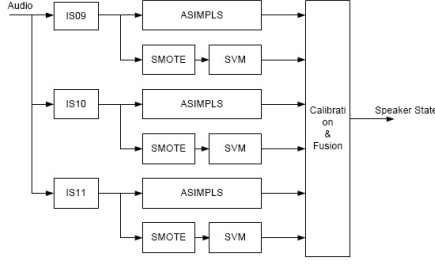 Audio
IS09
ASIMPLS
SMOTE
SVM
IS10
ASIMPLS
SMOTE
SVM
IS11
ASIMPLS
SMOTE
SVM
Calibrati
on
&
Fusion
Speaker State